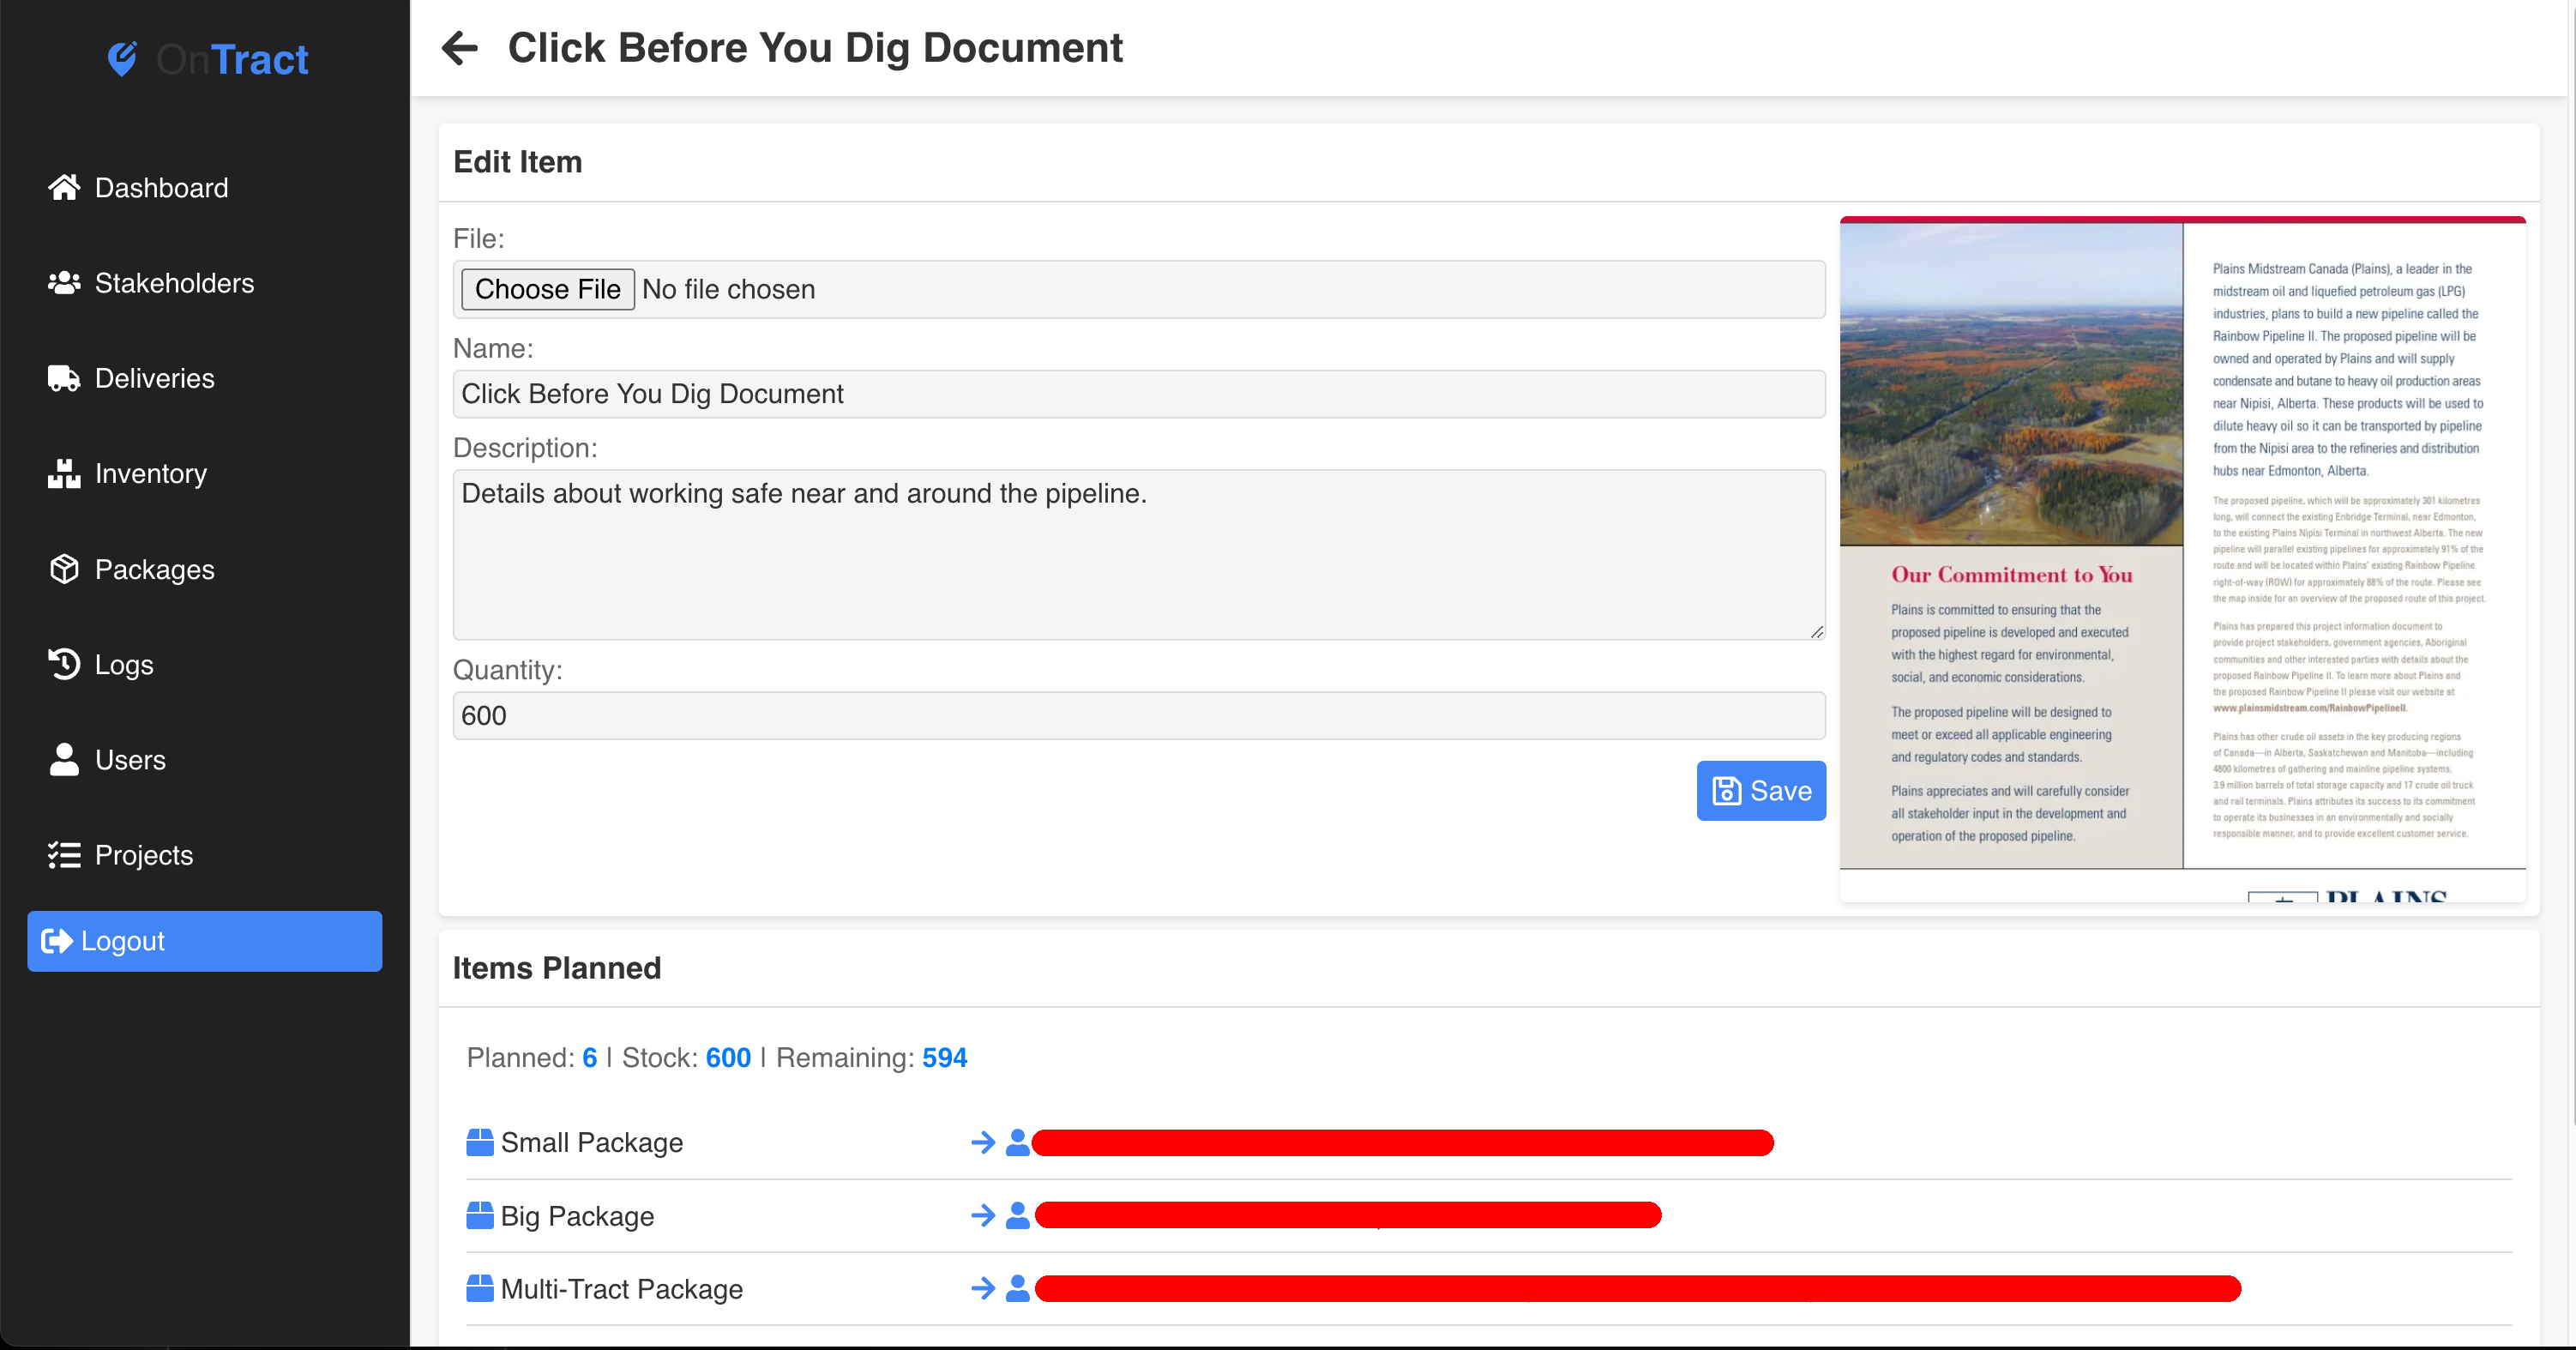 OnTract
Dashboard
Stakeholders
Deliveries
Inventory
Packages
Logs
Users
Projects
Logout
Click Before You Dig Document
Edit Item
File:
Choose File No file chosen
Name:
Click Before You Dig Document
Description:
Details about working safe near and around the pipeline.
Quantity:
600
Save
Our Commitment to You
Plains is committed to ensuring that the
proposed pipeline is developed and executed
with the highest regard for environmental,
social, and economic considerations.
The proposed pipeline will be designed to
meet or exceed all applicable engineering
and regulatory codes and standards.
Plains appreciates and will carefully consider
all stakeholder input in the development and
operation of the proposed pipeline.
Plains Midstream Canada (Plains), a leader in the
midstream oil and liquefied petroleum gas (LPG)
industries, plans to build a new pipeline called the
Rainbow Pipeline II. The proposed pipeline will be
owned and operated by Plains and will supply
condensate and butane to heavy oil production areas
near Nipisi, Alberta. These products will be used to
dilute heavy oil so it can be transported by pipeline
from the Nipisi area to the refineries and distribution
hubs near Edmonton, Alberta.
The proposed pipeline, which will be approximately 301 kilometres
long, will connect the existing Enbridge Terminal, near Edmonton,
to the existing Plains Nipisi Terminal in northwest Alberta. The new
pipeline will parallel existing pipelines for approximately 91% of the
route and will be located within Plains' existing Rainbow Pipeline
right-of-way (ROW) for approximately 88% of the route. Please see
the map inside for an overview of the proposed route of this project.
Plains has prepared this project information document to
provide project stakeholders, government agencies, Aboriginal
communities and other interested parties with details about the
proposed Rainbow Pipeline II. To learn more about Plains and
the proposed Rainbow Pipeline II please visit our website at
www.plainsmidstream.com/RainbowPipelineII.
Plains has other crude oil assets in the key producing regions
of Canada—in Alberta, Saskatchewan and Manitoba—including
4800 kilometres of gathering and mainline pipeline systems,
3.9 million barrels of total storage capacity and 17 crude oil truck
and rail terminals. Plains attributes its success to its commitment
to operate its businesses in an environmentally and socially
responsible manner, and to provide excellent customer service.
PLAINS
Items Planned
Planned: 6 | Stock: 600 | Remaining: 594
Small Package
Big Package
Multi-Tract Package